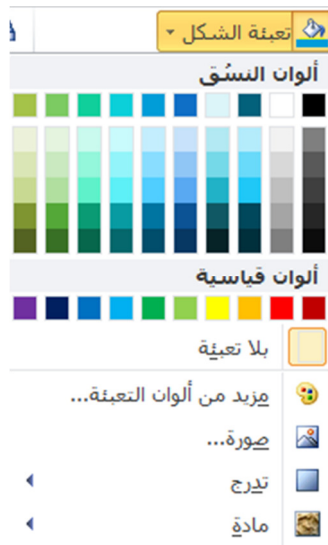 تعبئة الشكل
ألوان النسُق
ألوان قياسية
بلا تعبئة
مزيد من ألوان التعبئة...
صورة...
تدرج
مادة